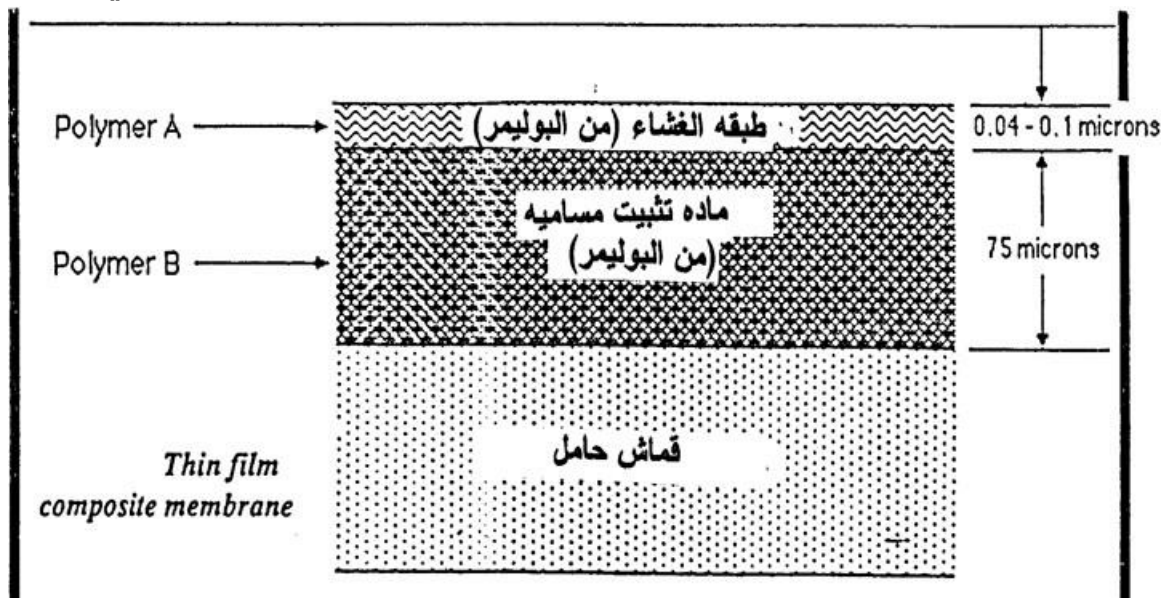 Polymer A
طبقه الغشاء (من البوليمر)
0.04 - 0.1 microns
ماده تثبيت مساميه
(من البوليمر)
Polymer B
75 microns
قماش حامل
Thin film
composite membrane